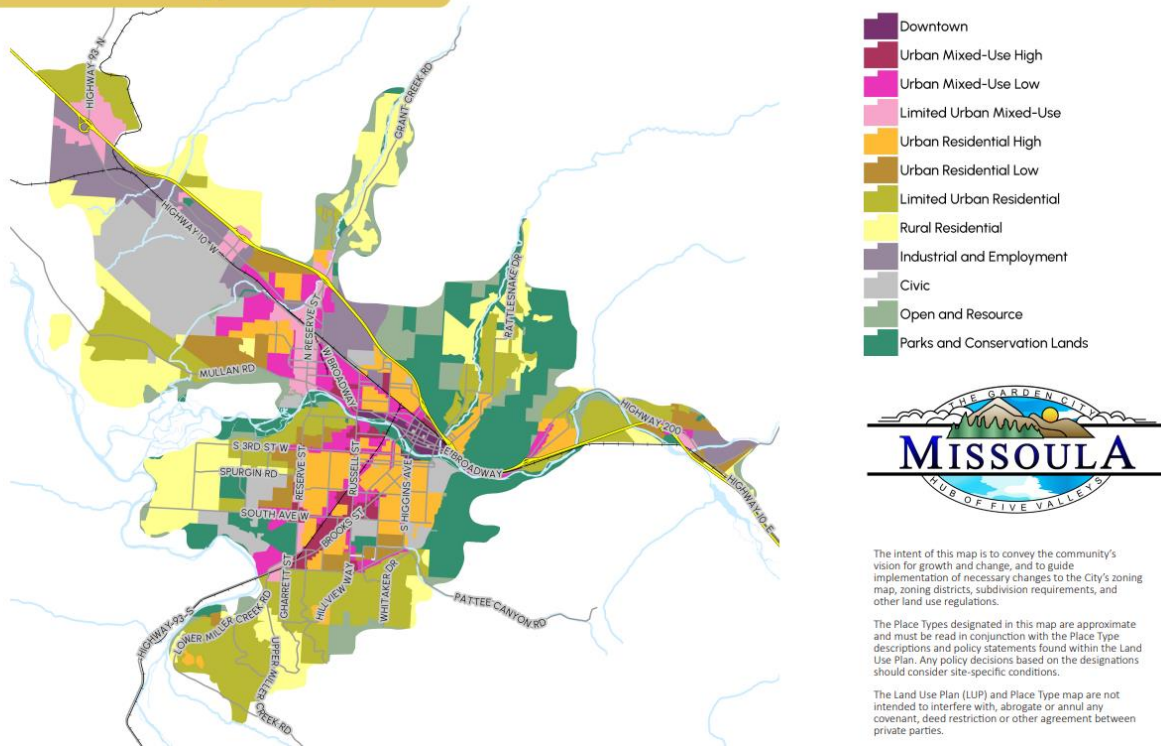 HIGHWAY-93-N
GRANT CREEK RD
HIGHWAY-10-W
RATTLESNAKE DR
N RESERVE ST
W BROADWAY
MULLAN RD
HIGHWAY-200
S 3RD ST W
E BROADWAY
SPURGIN RD
RESERVE ST
RUSSELL ST
S HIGGINS AVE
HIGHWAY-10-E
SOUTH AVE W
BROOKS ST
GHARRETT ST
HILLVIEW WAY
WHITAKER DR
PATTEE CANYON RD
HIGHWAY-93-S
LOWER MILLER CREEK RD
UPPER MILLER CREEK RD
Downtown
Urban Mixed-Use High
Urban Mixed-Use Low
Limited Urban Mixed-Use
Urban Residential High
Urban Residential Low
Limited Urban Residential
Rural Residential
Industrial and Employment
Civic
Open and Resource
Parks and Conservation Lands
THE GARDEN CITY
MISSOULA
HUB OF FIVE VALLEYS
The intent of this map is to convey the community's
vision for growth and change, and to guide
implementation of necessary changes to the City's zoning
map, zoning districts, subdivision requirements, and
other land use regulations.
The Place Types designated in this map are approximate
and must be read in conjunction with the Place Type
descriptions and policy statements found within the Land
Use Plan. Any policy decisions based on the designations
should consider site-specific conditions.
The Land Use Plan (LUP) and Place Type map are not
intended to interfere with, abrogate or annul any
covenant, deed restriction or other agreement between
private parties.